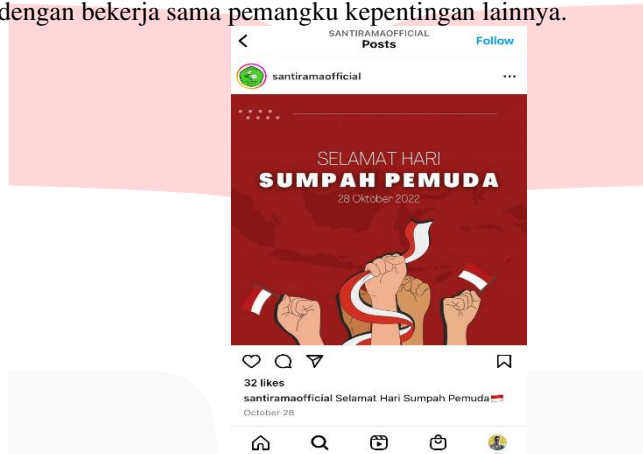 dengan bekerja sama pemangku kepentingan lainnya.
SANTIRAMAOFFICIAL
Posts
Follow
santiramaofficial
SELAMAT HARI
SUMPAH PEMUDA
28 Oktober 2022
32 likes
santiramaofficial Selamat Hari Sumpah Pemuda
October 28